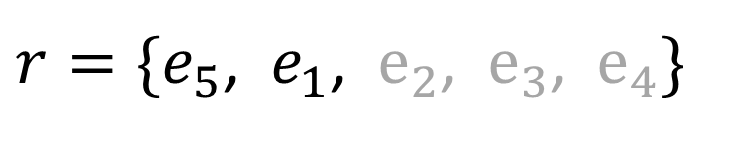 r = {e₅, e₁, e₂, e₃, e₄}